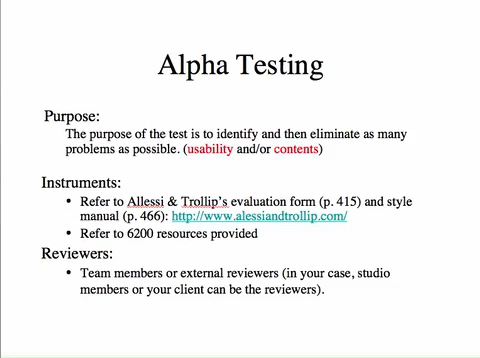 Alpha Testing
Purpose:
The purpose of the test is to identify and then eliminate as many
problems as possible. (usability and/or contents)
Instruments:
• Refer to Allessi & Trollip's evaluation form (p. 415) and style
manual (p. 466): http://www.alessiandtrollip.com/
• Refer to 6200 resources provided
Reviewers:
• Team members or external reviewers (in your case, studio
members or your client can be the reviewers).